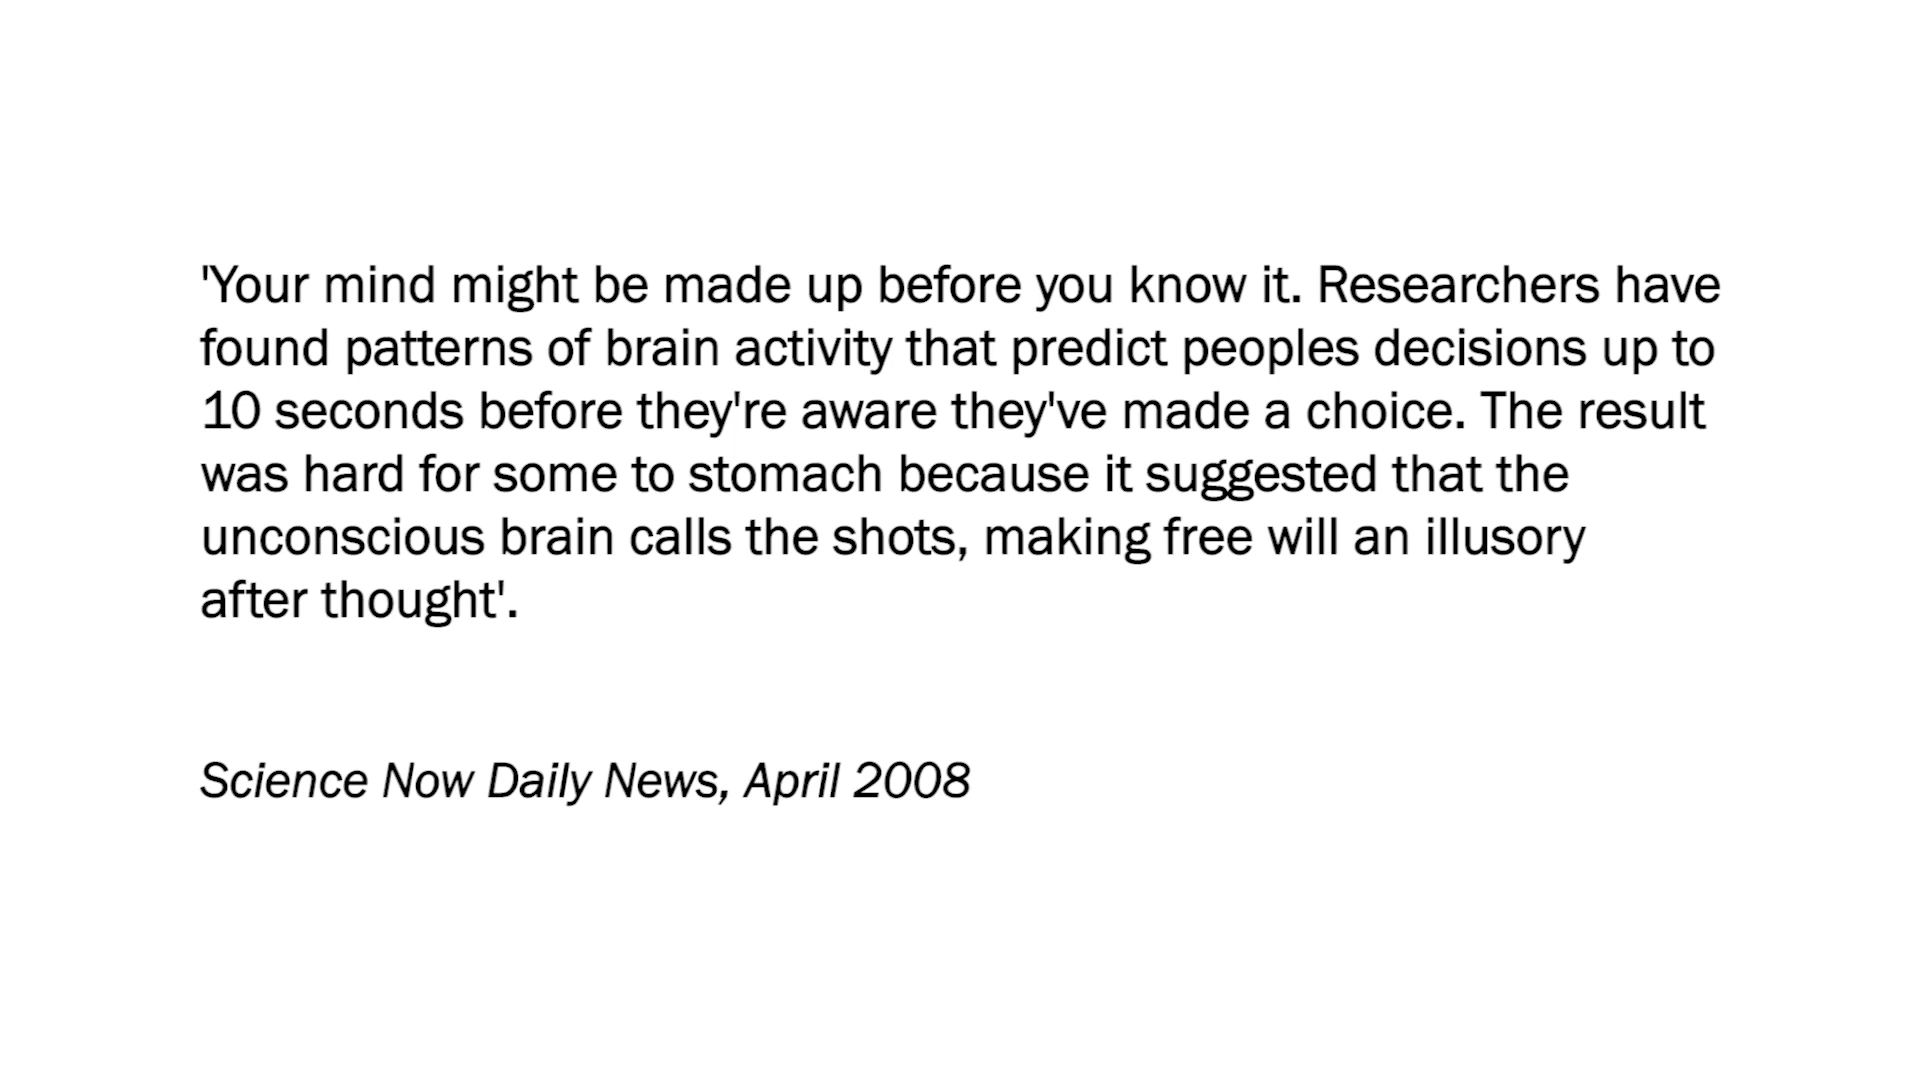 'Your mind might be made up before you know it. Researchers have
found patterns of brain activity that predict peoples decisions up to
10 seconds before they're aware they've made a choice. The result
was hard for some to stomach because it suggested that the
unconscious brain calls the shots, making free will an illusory
after thought'.
Science Now Daily News, April 2008